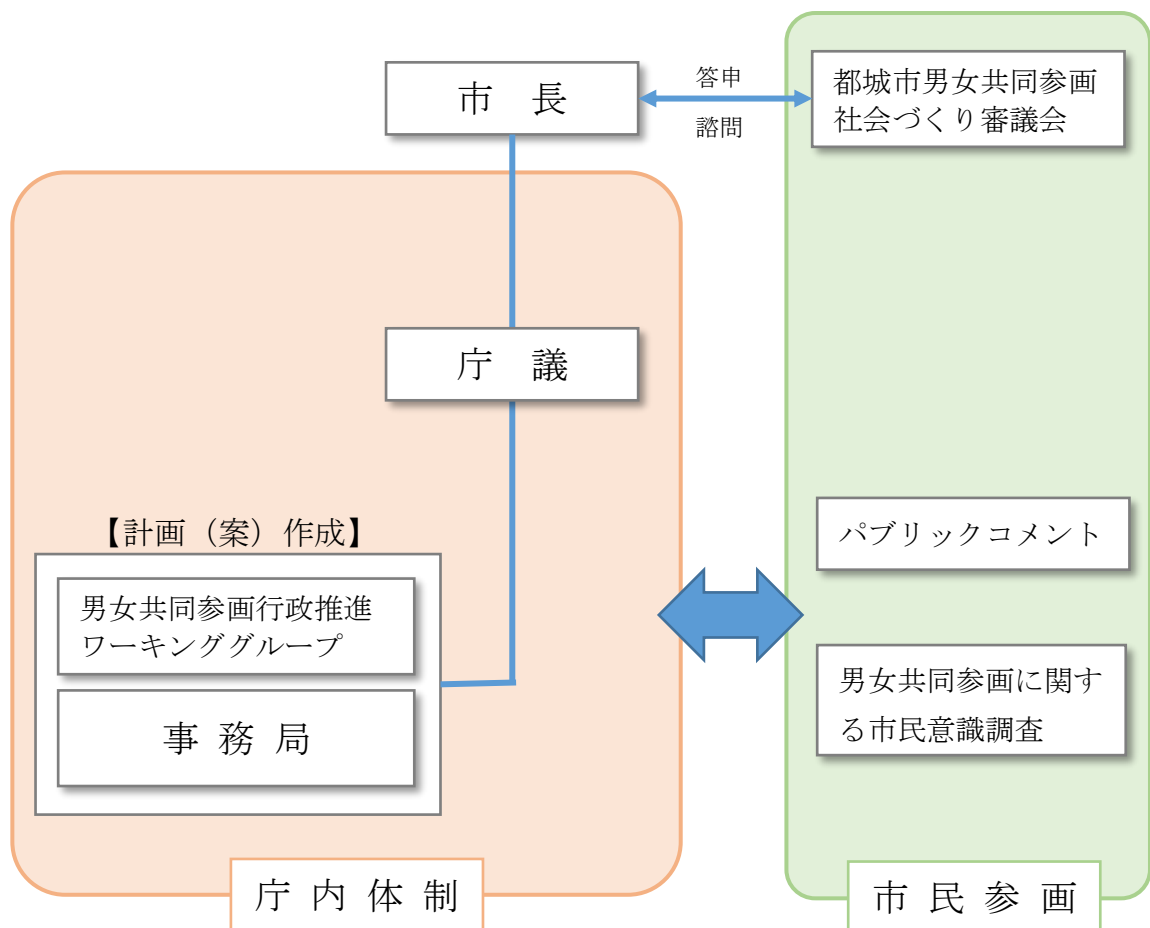 市　長
答申
諮問
都城市男女共同参画
社会づくり審議会
庁　議
【計画（案）作成】
男女共同参画行政推進
ワーキンググループ
事 務 局
パブリックコメント
男女共同参画に関す
る市民意識調査
庁 内 体 制
市 民 参 画